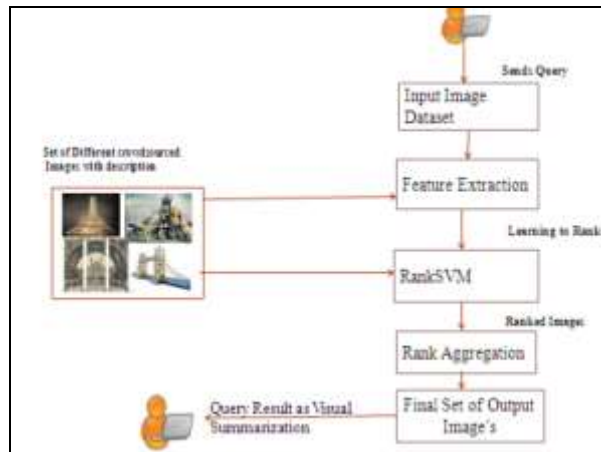 Sends Query
Input Image
Dataset
Set of Different crowdsourced
Images with description
Feature Extraction
Learning to Rank
RankSVM
Ranked Images
Rank Aggregation
Final Set of Output
Image's
Query Result as Visual
Summarization